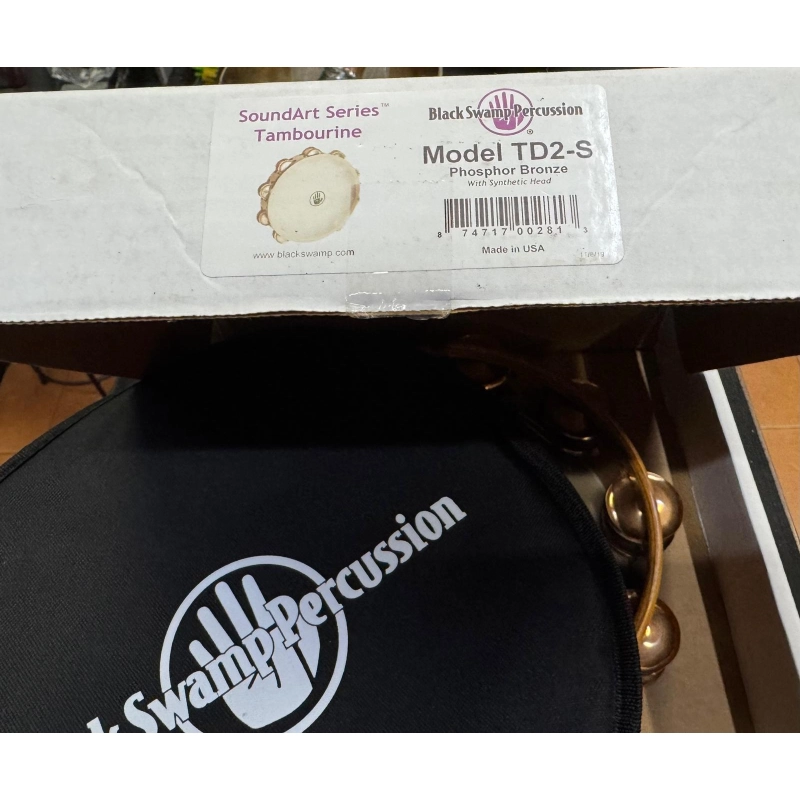 SoundArt Series™
Tambourine
www.blackswamp.com
Black Swamp Percussion®
Model TD2-S
Phosphor Bronze
With Synthetic Head
8 74717 00281 3
Made in USA
Swamp Percussion